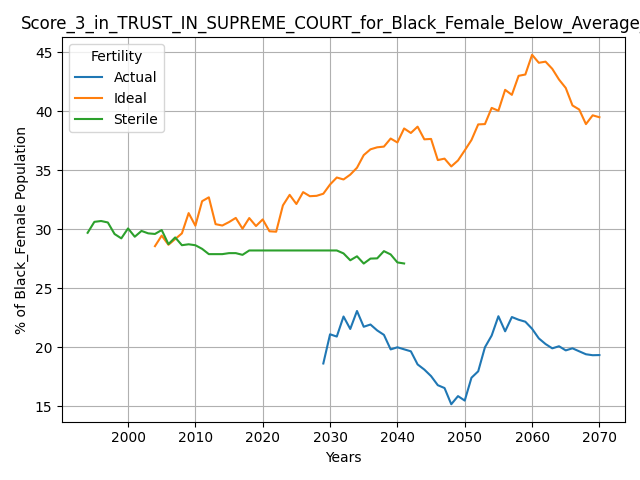 Score_3_in_TRUST_IN_SUPREME_COURT_for_Black_Female_Below_Average_
Fertility
Actual
Ideal
Sterile
% of Black_Female Population
45
40
35
30
25
20
15
2000
2010
2020
2030
2040
2050
2060
2070
Years